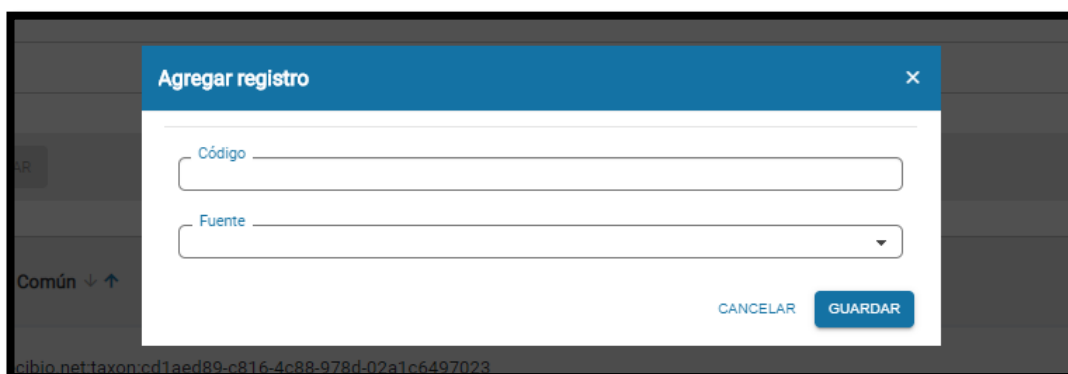 Agregar registro ×
AR
Código
Fuente
Común ↓ ↑
CANCELAR GUARDAR
cibio.net:taxon:cd1aed89-c816-4c88-978d-02a1c6497023